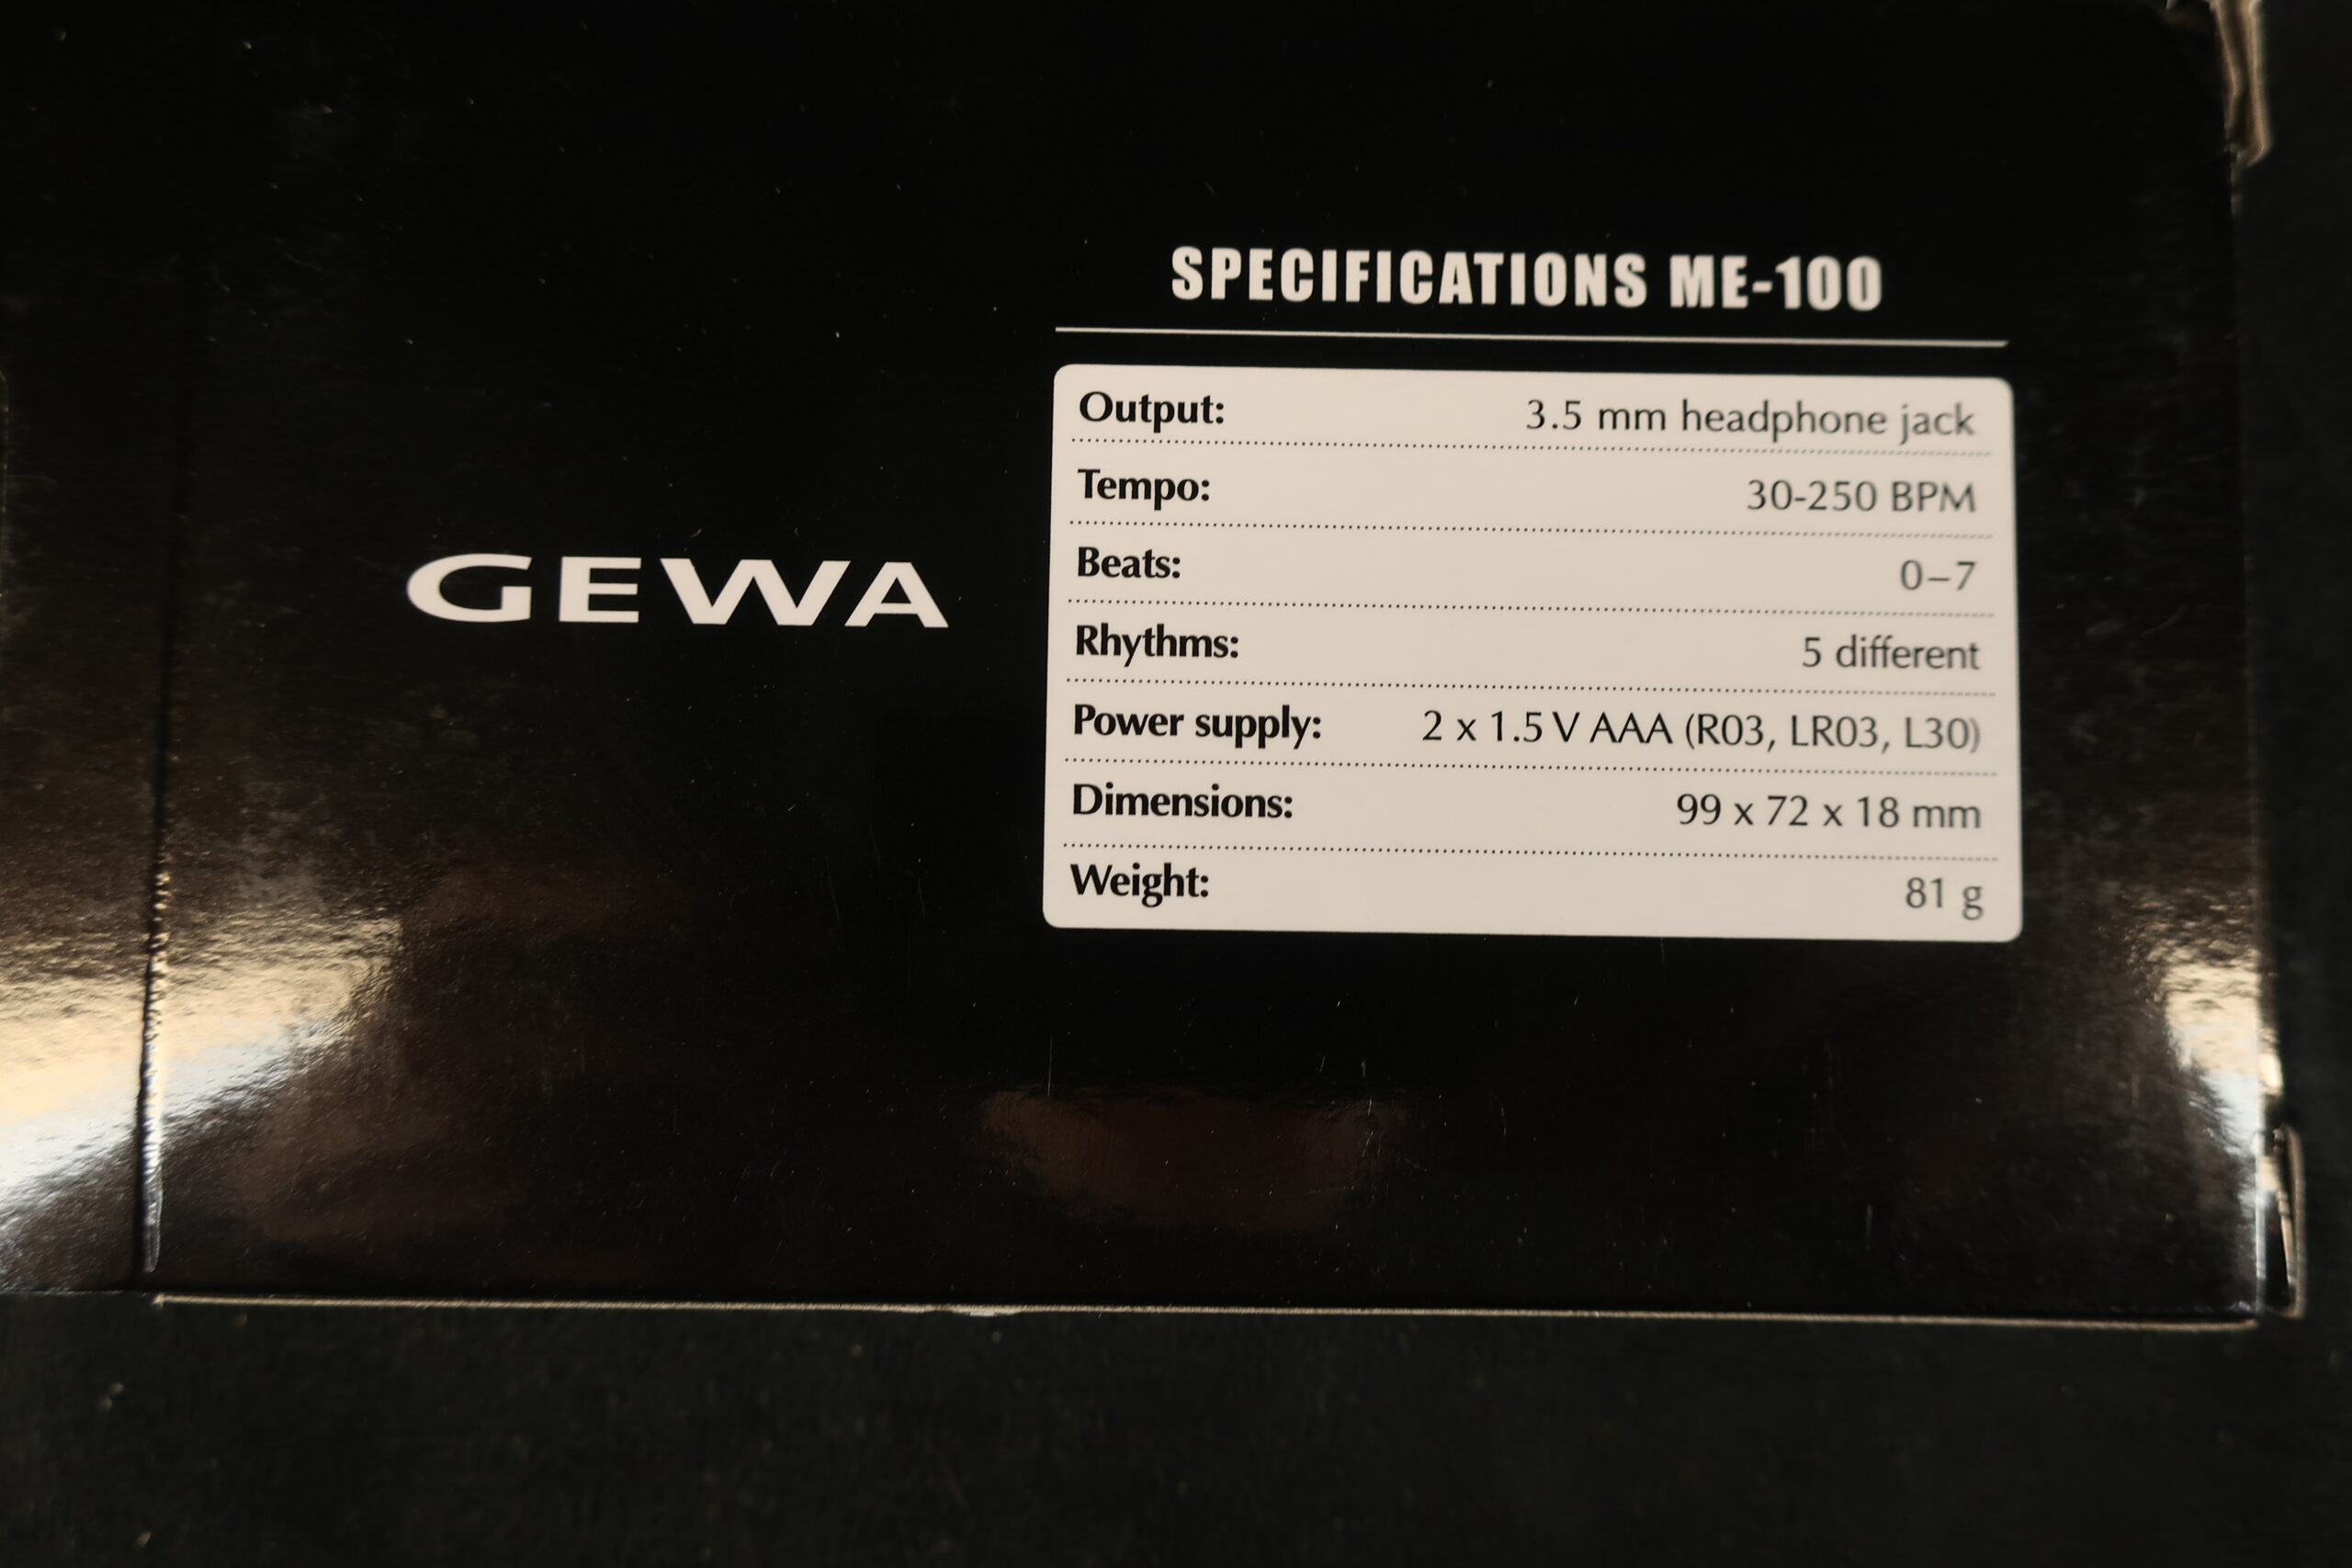 SPECIFICATIONS ME-100
GEWA
Output: 3.5 mm headphone jack
Tempo: 30-250 BPM
Beats: 0–7
Rhythms: 5 different
Power supply: 2 x 1.5 V AAA (R03, LR03, L30)
Dimensions: 99 x 72 x 18 mm
Weight: 81 g